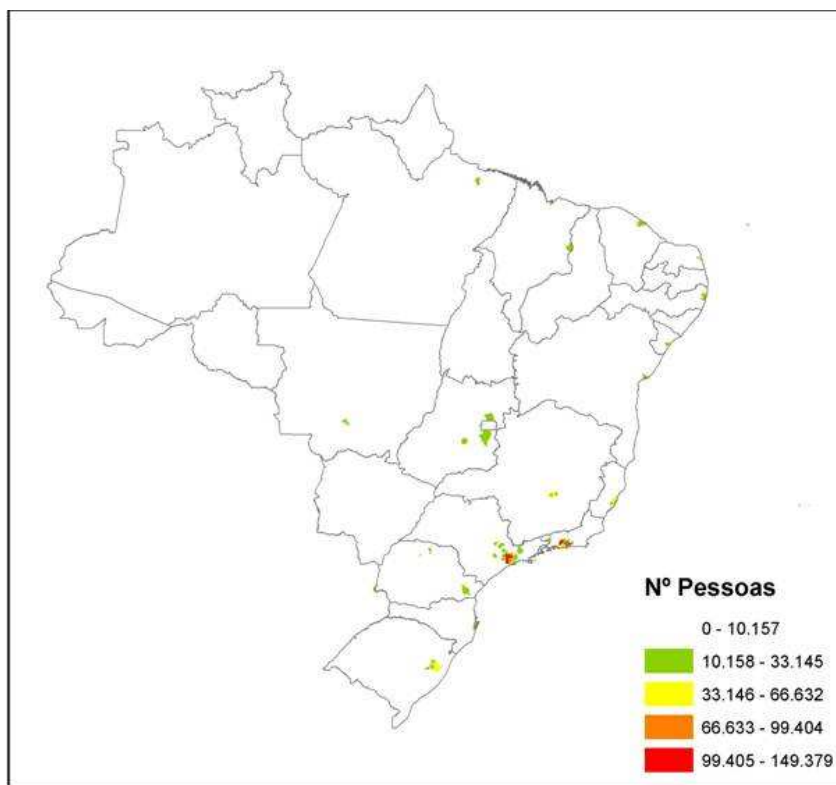 Nº Pessoas
0 - 10.157
10.158 - 33.145
33.146 - 66.632
66.633 - 99.404
99.405 - 149.379